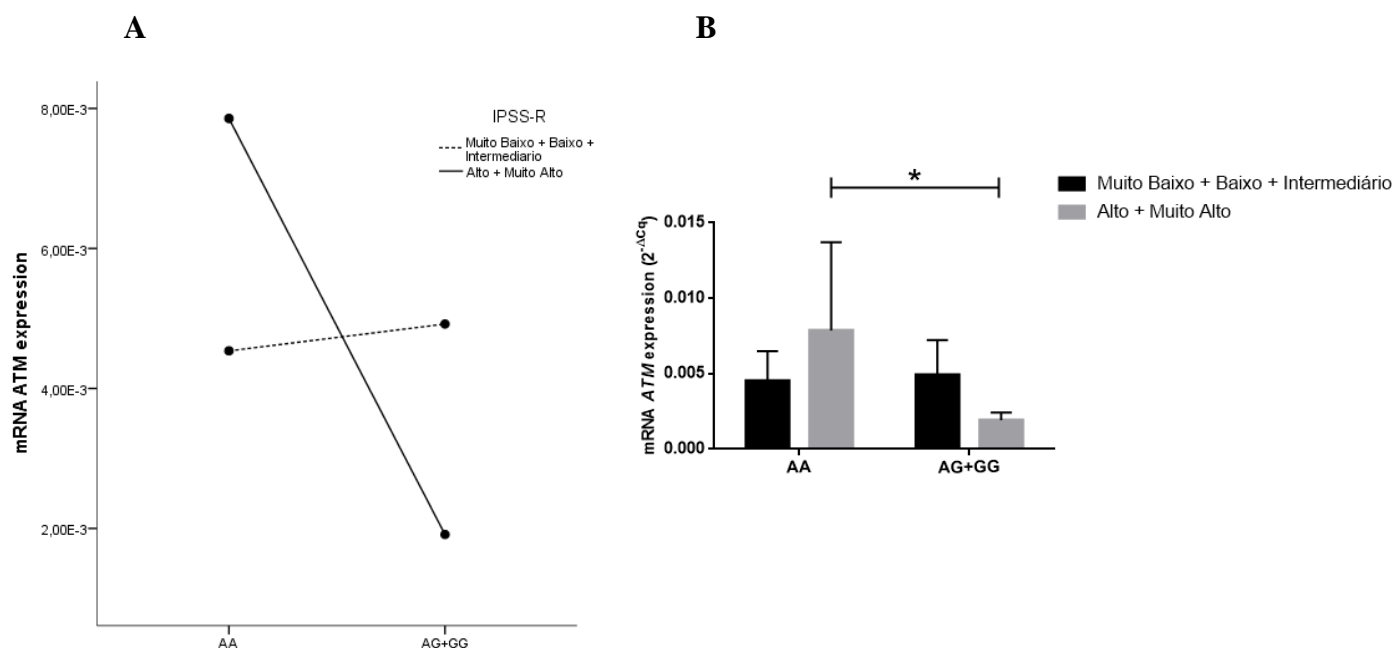 A
mRNA ATM expression
8,00E-3
6,00E-3
4,00E-3
2,00E-3
AA
AG+GG
IPSS-R
Muito Baixo + Baixo +
Intermediario
Alto + Muito Alto
B
mRNA ATM expression (2^-ΔCq)
0.015
0.010
0.005
0.000
*
AA
AG+GG
Muito Baixo + Baixo + Intermediário
Alto + Muito Alto